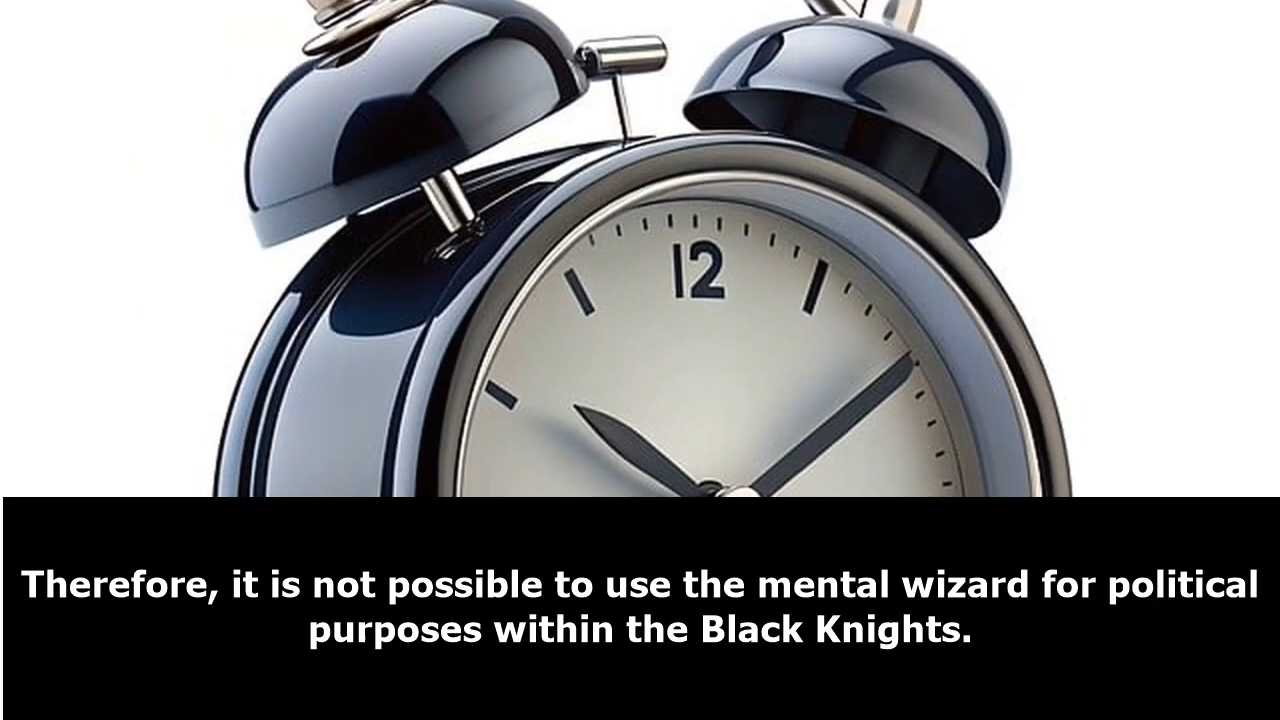 12
Therefore, it is not possible to use the mental wizard for political
purposes within the Black Knights.